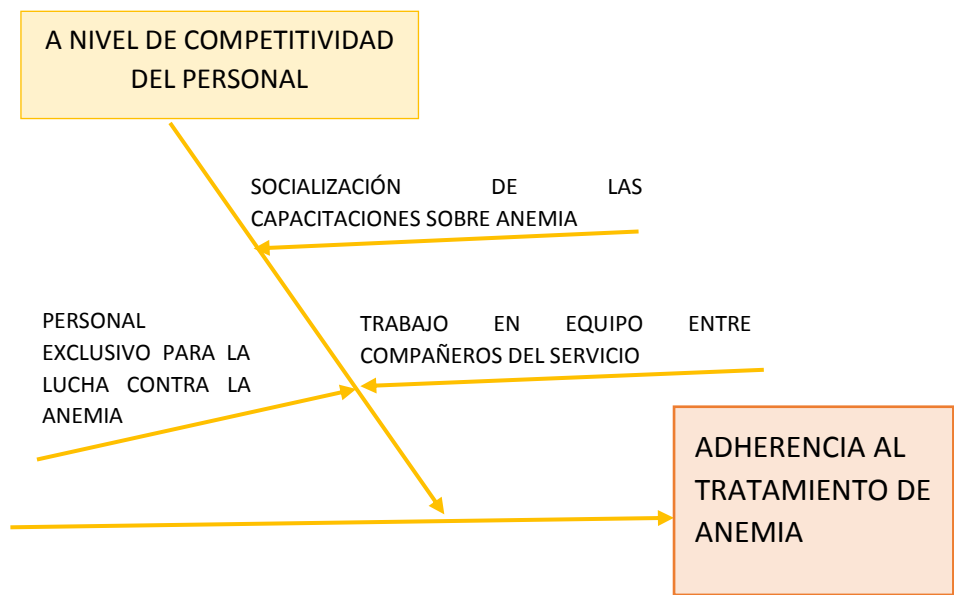 A NIVEL DE COMPETITIVIDAD
DEL PERSONAL
SOCIALIZACIÓN DE LAS
CAPACITACIONES SOBRE ANEMIA
PERSONAL
EXCLUSIVO PARA LA
LUCHA CONTRA LA
ANEMIA
TRABAJO EN EQUIPO ENTRE
COMPAÑEROS DEL SERVICIO
ADHERENCIA AL
TRATAMIENTO DE
ANEMIA